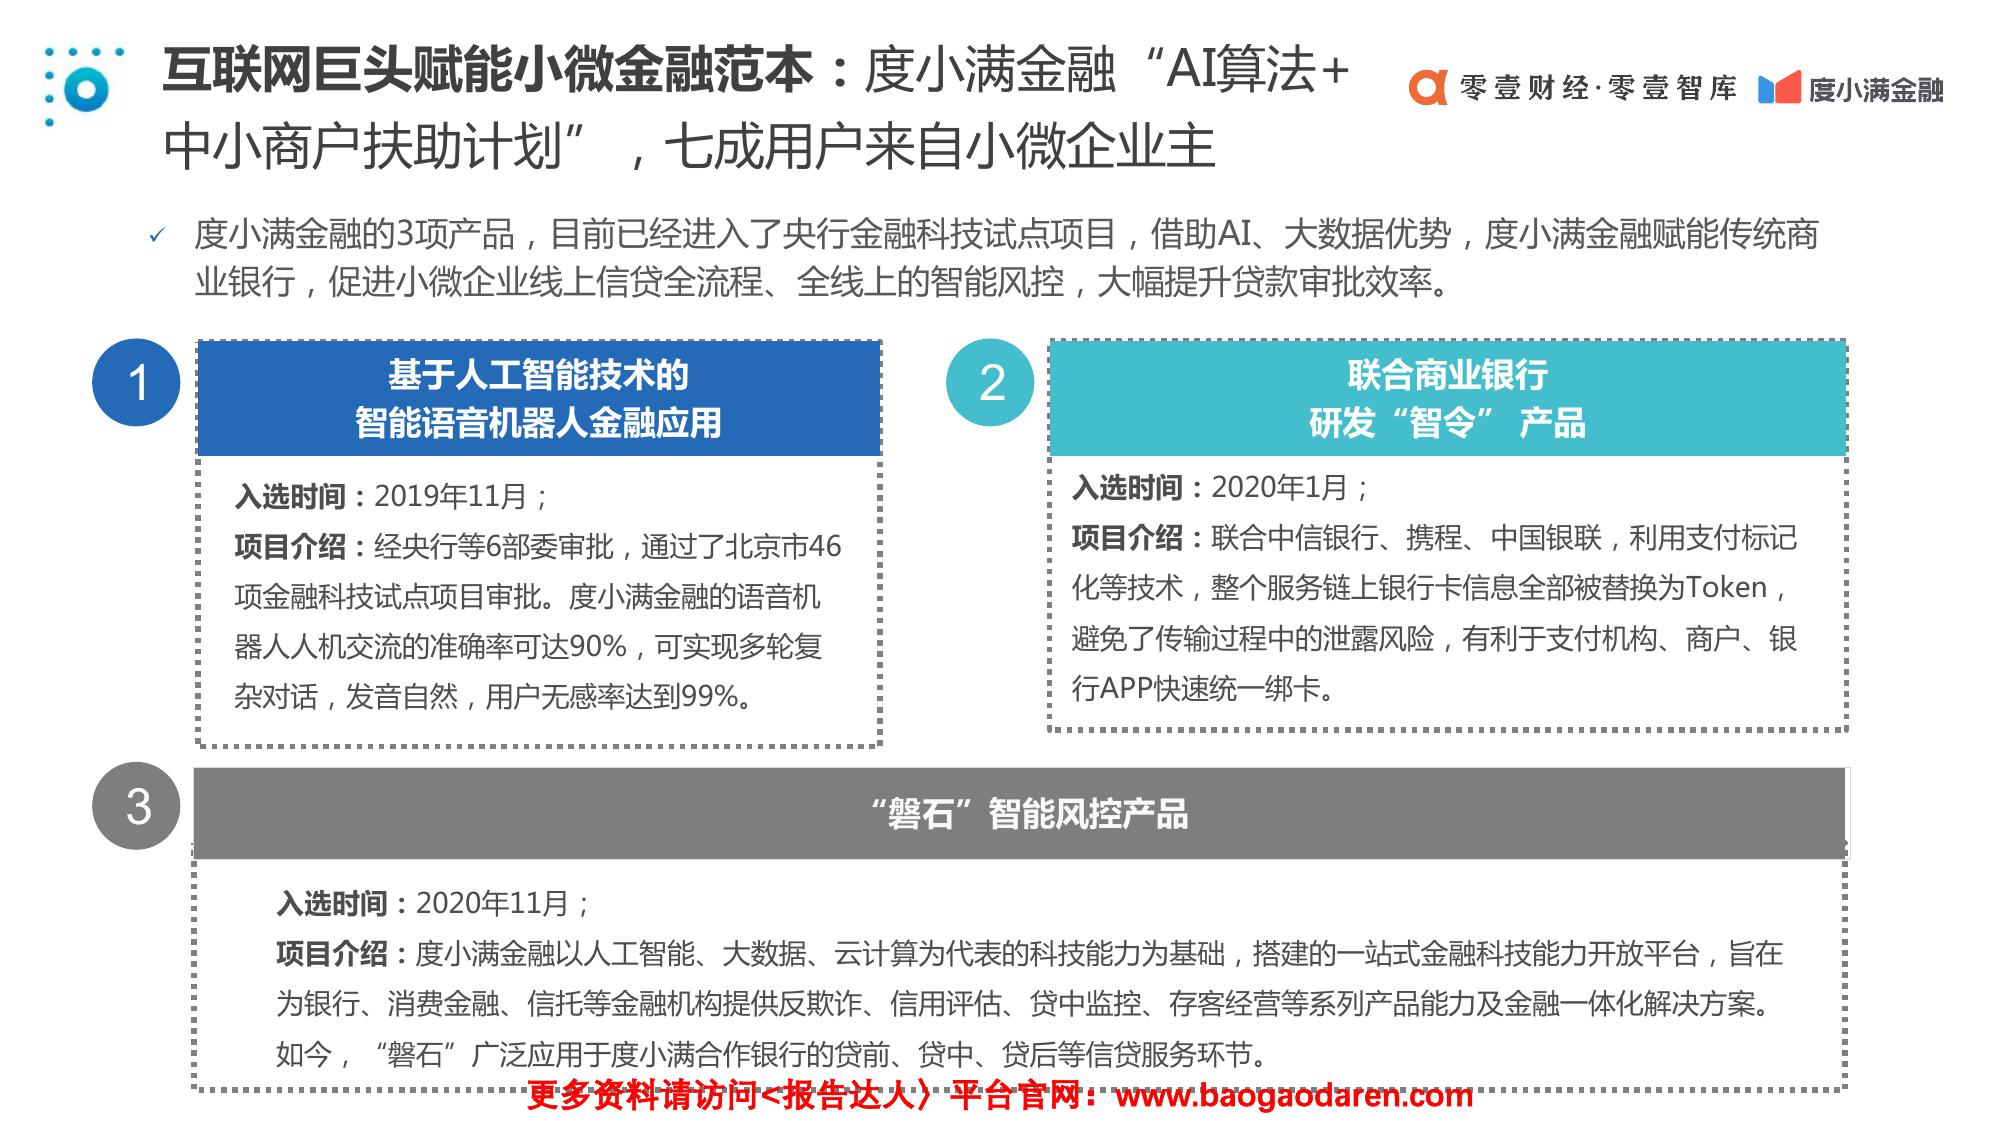 互联网巨头赋能小微金融范本：度小满金融“AI算法+
中小商户扶助计划”，七成用户来自小微企业主
零壹财经·零壹智库
度小满金融
✓ 度小满金融的3项产品，目前已经进入了央行金融科技试点项目，借助AI、大数据优势，度小满金融赋能传统商
业银行，促进小微企业线上信贷全流程、全线上的智能风控，大幅提升贷款审批效率。
1
基于人工智能技术的
智能语音机器人金融应用
入选时间：2019年11月；
项目介绍：经央行等6部委审批，通过了北京市46
项金融科技试点项目审批。度小满金融的语音机
器人人机交流的准确率可达90%，可实现多轮复
杂对话，发音自然，用户无感率达到99%。
2
联合商业银行
研发“智令” 产品
入选时间：2020年1月；
项目介绍：联合中信银行、携程、中国银联，利用支付标记
化等技术，整个服务链上银行卡信息全部被替换为Token，
避免了传输过程中的泄露风险，有利于支付机构、商户、银
行APP快速统一绑卡。
3
“磐石”智能风控产品
入选时间：2020年11月；
项目介绍：度小满金融以人工智能、大数据、云计算为代表的科技能力为基础，搭建的一站式金融科技能力开放平台，旨在
为银行、消费金融、信托等金融机构提供反欺诈、信用评估、贷中监控、存客经营等系列产品能力及金融一体化解决方案。
如今，“磐石”广泛应用于度小满合作银行的贷前、贷中、贷后等信贷服务环节。
更多资料请访问<报告达人〉平台官网：www.baogaodaren.com